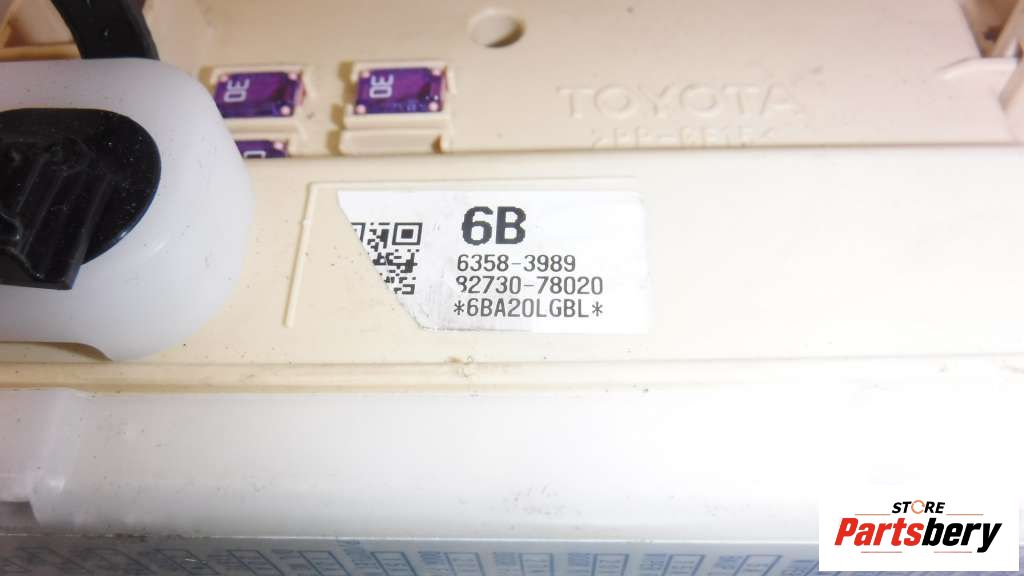 30
30
TOYOTA
6B
6358-3989
82730-78020
*6BA20LGBL*
STORE
Partsbery